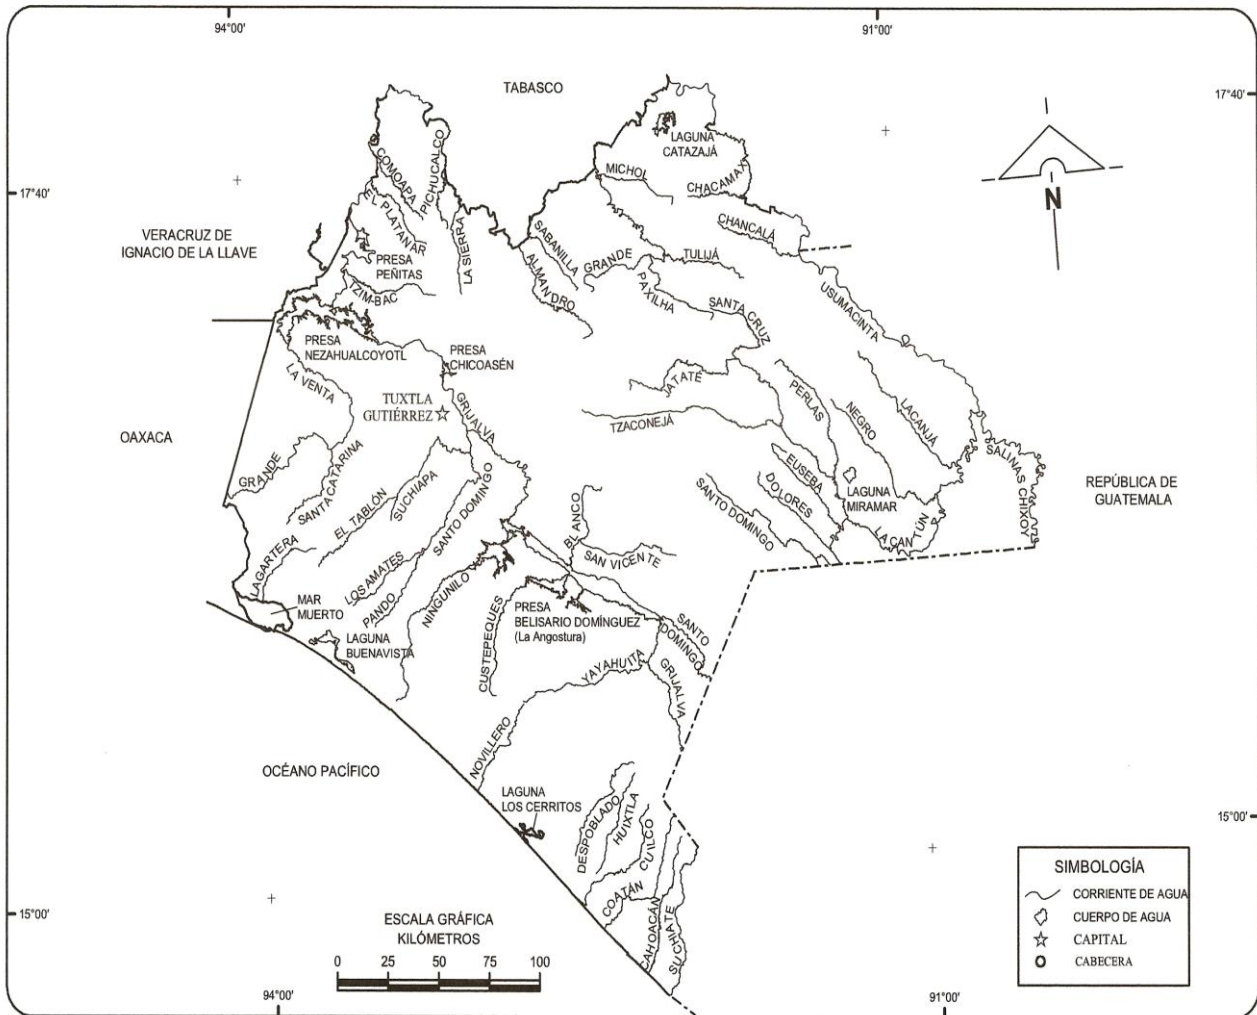 94°00'
91°00'
17°40'
TABASCO
LAGUNA
CATAZAJÁ
MICHOL
CHACAMAX
COMOAPA
PICHUCALCO
17°40'
EL PLATANAR
CHANCALÁ
N
VERACRUZ DE
IGNACIO DE LA LLAVE
PRESA
PEÑITAS
LA SIERRA
SABANILLA
ALMANDRO
GRANDE
TULIJÁ
TZIM-BAC
PAXILHA
SANTA CRUZ
USUMACINTA
PRESA
NEZAHUALCOYOTL
PRESA
CHICOASÉN
LA VENTA
TUXTLA
GUTIÉRREZ
GRIJALVA
JATATÉ
TZACONEJÁ
PERLAS
NEGRO
LACANJÁ
OAXACA
GRANDE
SANTA CATARINA
EL TABLÓN
SUCHIAPA
SANTO DOMINGO
BLANCO
SAN VICENTE
SANTO DOMINGO
EUSEBA
DOLORES
LAGUNA
MIRAMAR
LACANTÚN
SALINAS
CHIXOY
REPÚBLICA DE
GUATEMALA
LAGARTERA
LOS AMATES
PANDO
NINGUNILO
MAR
MUERTO
LAGUNA
BUENAVISTA
CUSTEPEQUES
PRESA
BELISARIO DOMÍNGUEZ
(La Angostura)
SANTO
DOMINGO
YAYAHUITA
GRIJALVA
NOVILLERO
OCÉANO PACÍFICO
LAGUNA
LOS CERRITOS
DESPOBLADO
HUIXTLA
CUILCO
COATÁN
CAHOACÁN
SUCHIATE
15°00'
15°00'
ESCALA GRÁFICA
KILÓMETROS
0 25 50 75 100
SIMBOLOGÍA
CORRIENTE DE AGUA
CUERPO DE AGUA
CAPITAL
CABECERA
94°00'
91°00'